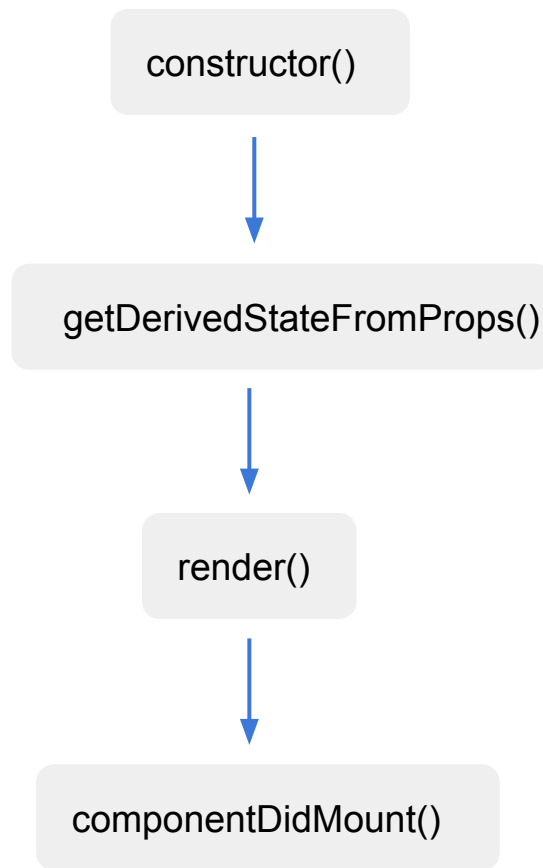 constructor()
getDerivedStateFromProps()
render()
componentDidMount()